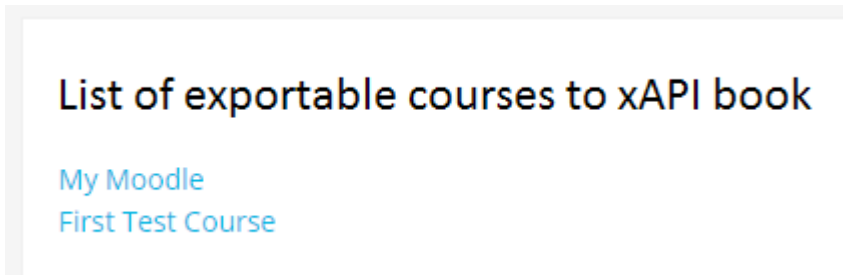 List of exportable courses to xAPI book
My Moodle
First Test Course